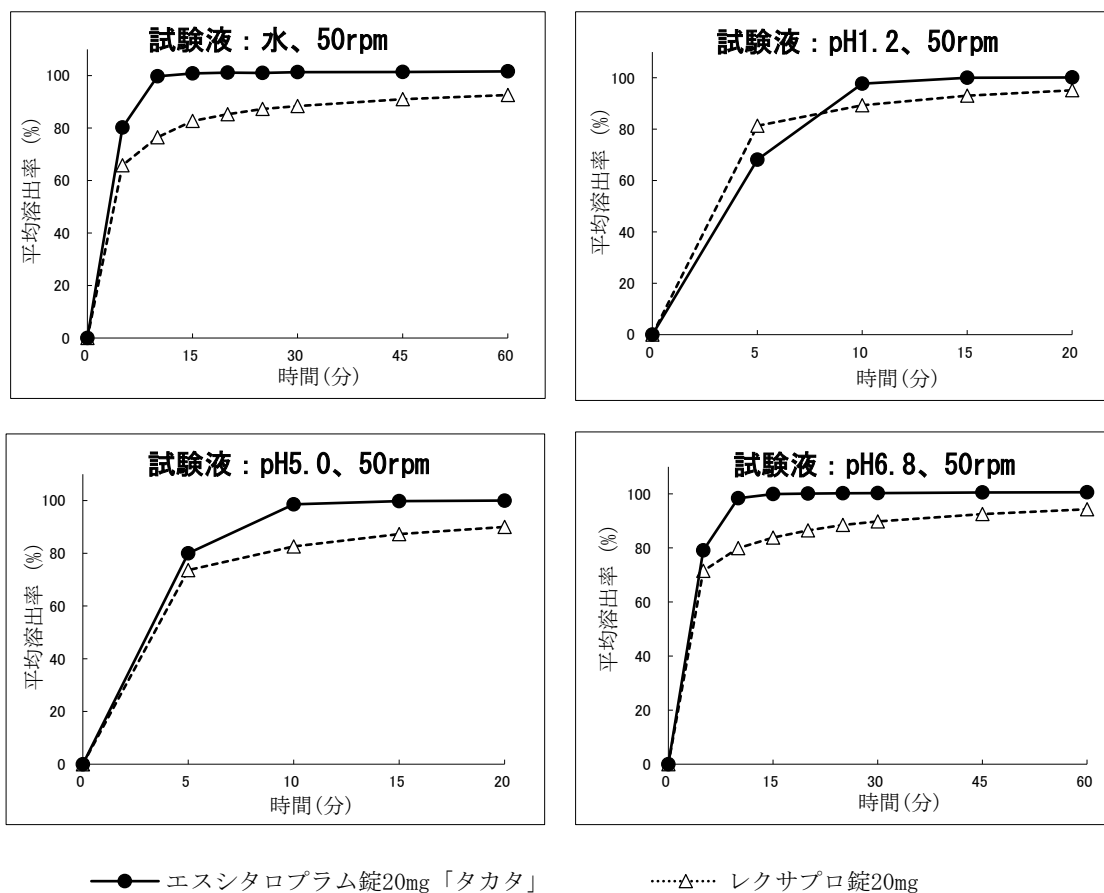 試験液：水、50rpm
平均溶出率 (%)
100
80
60
40
20
0
0 15 30 45 60
時間(分)
試験液：pH1.2、50rpm
平均溶出率 (%)
100
80
60
40
20
0
0 5 10 15 20
時間(分)
試験液：pH5.0、50rpm
平均溶出率 (%)
100
80
60
40
20
0
0 5 10 15 20
時間(分)
試験液：pH6.8、50rpm
平均溶出率 (%)
100
80
60
40
20
0
0 15 30 45 60
時間(分)
エスシタロプラム錠20mg「タカタ」
レクサプロ錠20mg